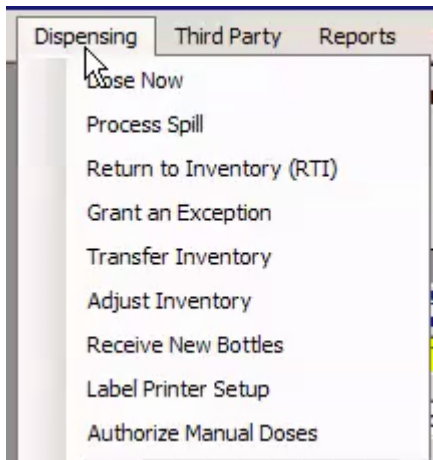 Dispensing Third Party Reports
Dose Now
Process Spill
Return to Inventory (RTI)
Grant an Exception
Transfer Inventory
Adjust Inventory
Receive New Bottles
Label Printer Setup
Authorize Manual Doses